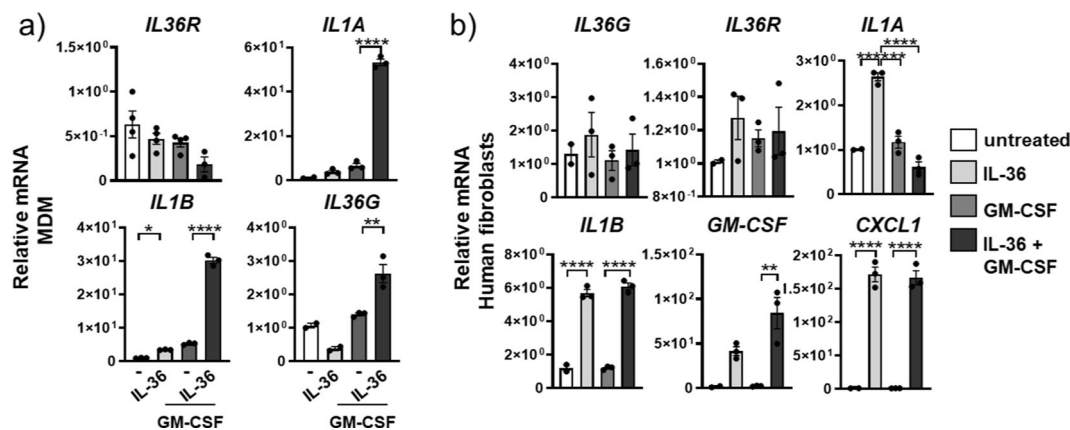 a)
Relative mRNA
MDM
IL36R
1.5×10⁰
1.0×10⁰
5×10⁻¹
0
IL1A
6×10¹
4×10¹
2×10¹
0
****
IL1B
4×10¹
3×10¹
2×10¹
1×10¹
0
*
****
-
IL-36
-
IL-36
GM-CSF
IL36G
4×10⁰
3×10⁰
2×10⁰
1×10⁰
0
**
-
IL-36
-
IL-36
GM-CSF
b)
Relative mRNA
Human fibroblasts
IL36G
4×10⁰
3×10⁰
2×10⁰
1×10⁰
0
IL36R
1.6×10⁰
1.4×10⁰
1.2×10⁰
1×10⁰
8×10⁻¹
IL1A
3×10⁰
2×10⁰
1×10⁰
0
****
IL1B
8×10⁰
6×10⁰
4×10⁰
2×10⁰
0
****
****
GM-CSF
1.5×10²
1×10²
5×10¹
0
**
CXCL1
2×10²
2×10²
1×10²
5×10¹
0
****
****
untreated
IL-36
GM-CSF
IL-36 +
GM-CSF